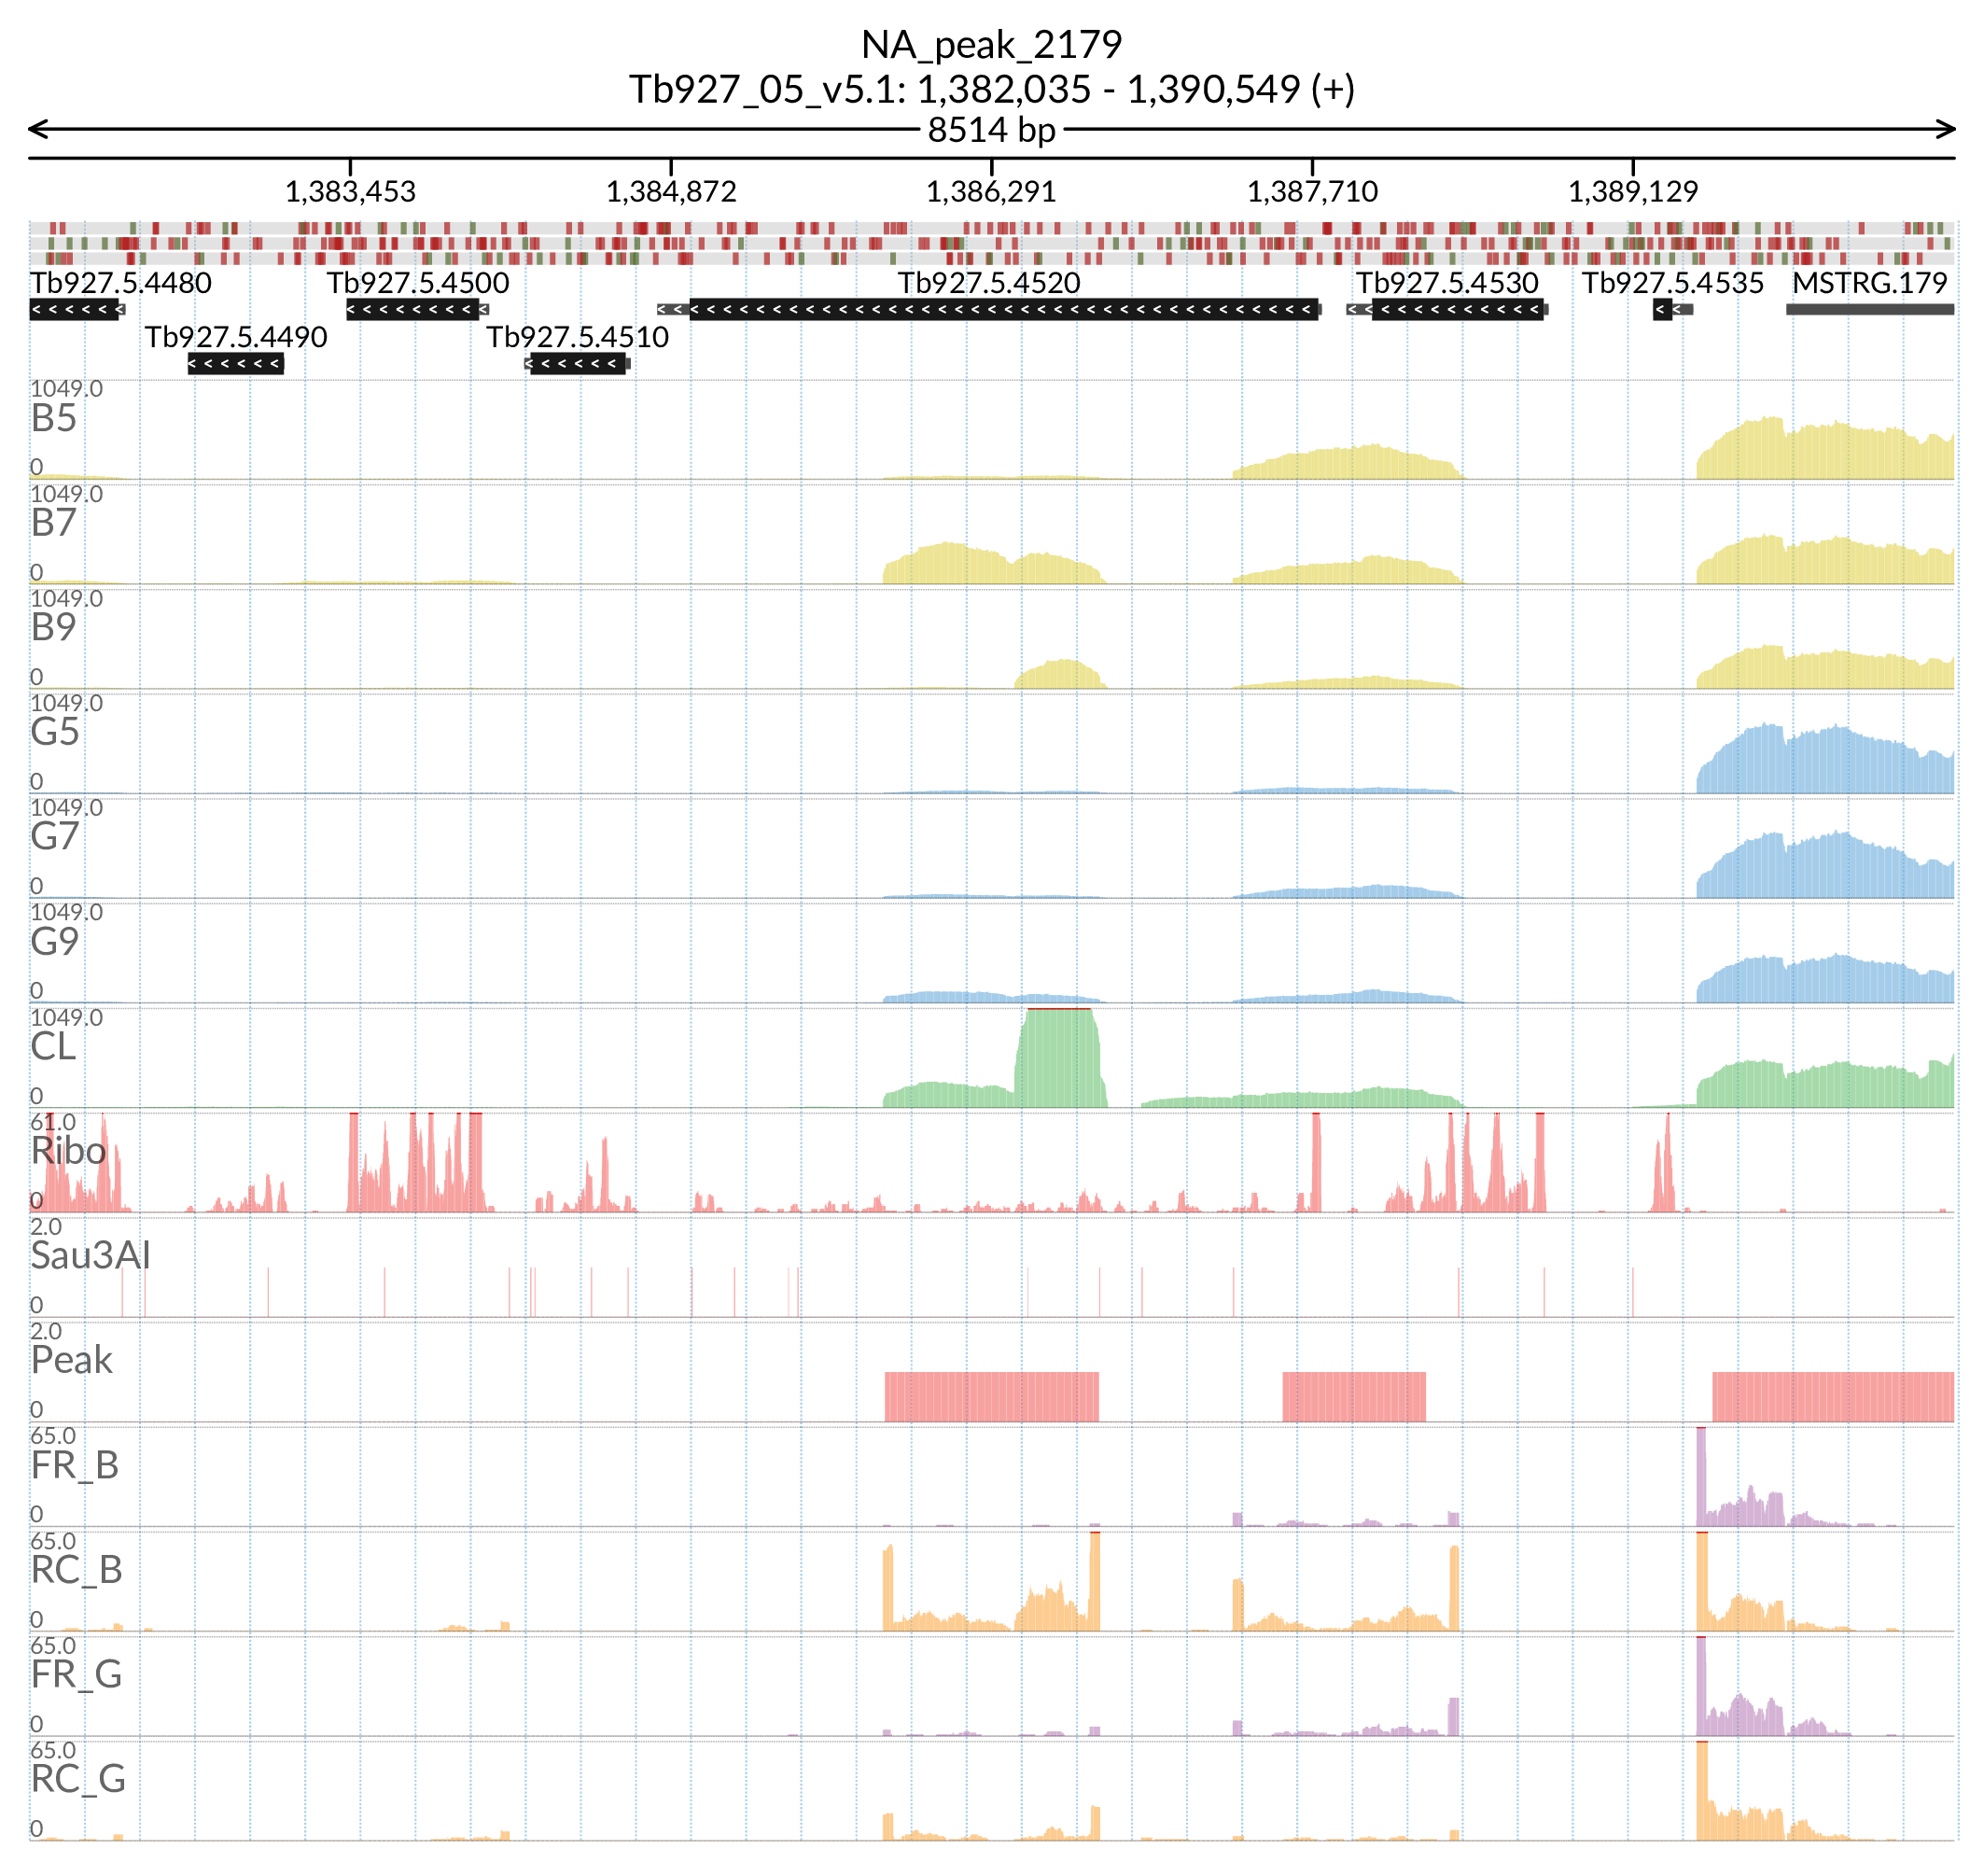 NA_peak_2179
Tb927_05_v5.1: 1,382,035 - 1,390,549 (+)
8514 bp
1,383,453 1,384,872 1,386,291 1,387,710 1,389,129
Tb927.5.4480 Tb927.5.4500 Tb927.5.4520 Tb927.5.4530 Tb927.5.4535 MSTRG.179
Tb927.5.4490 Tb927.5.4510
1049.0
B5
0
1049.0
B7
0
1049.0
B9
0
1049.0
G5
0
1049.0
G7
0
1049.0
G9
0
1049.0
CL
0
61.0
Ribo
0
2.0
Sau3AI
0
2.0
Peak
0
65.0
FR_B
0
65.0
RC_B
0
65.0
FR_G
0
65.0
RC_G
0